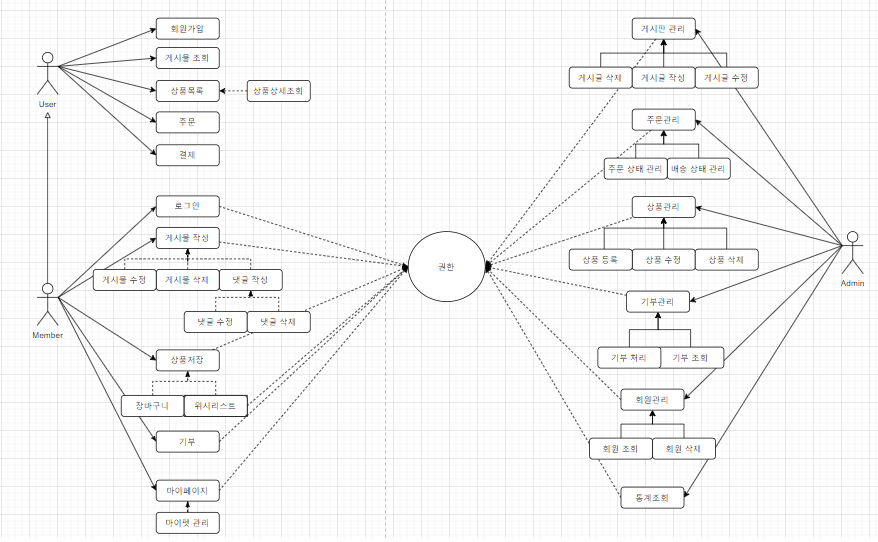 회원가입
게시물 조회
상품목록
상품상세조회
주문
결제
User
로그인
게시물 작성
게시물 수정
게시물 삭제
댓글 작성
댓글 수정
댓글 삭제
Member
상품저장
장바구니
위시리스트
기부
마이페이지
마이펫 관리
권한
게시판 관리
게시글 삭제
게시글 작성
게시글 수정
주문관리
주문 상태 관리
배송 상태 관리
상품관리
상품 등록
상품 수정
상품 삭제
Admin
기부관리
기부 처리
기부 조회
회원관리
회원 조회
회원 삭제
통계조회